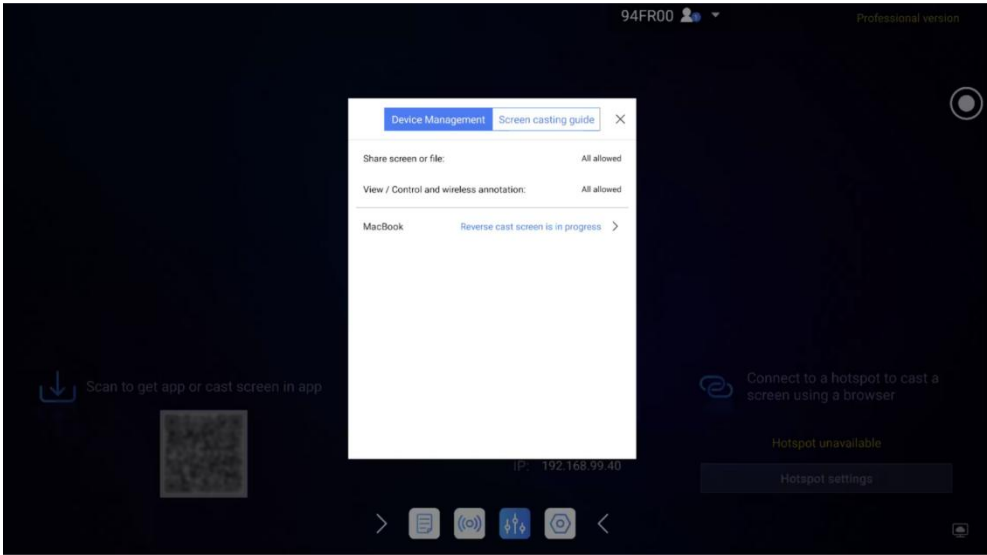 94FR00
Professional version
Device Management
Screen casting guide
Share screen or file:
All allowed
View / Control and wireless annotation:
All allowed
MacBook
Reverse cast screen is in progress
Scan to get app or cast screen in app
Connect to a hotspot to cast a
screen using a browser
Hotspot unavailable
IP: 192.168.99.40
Hotspot settings